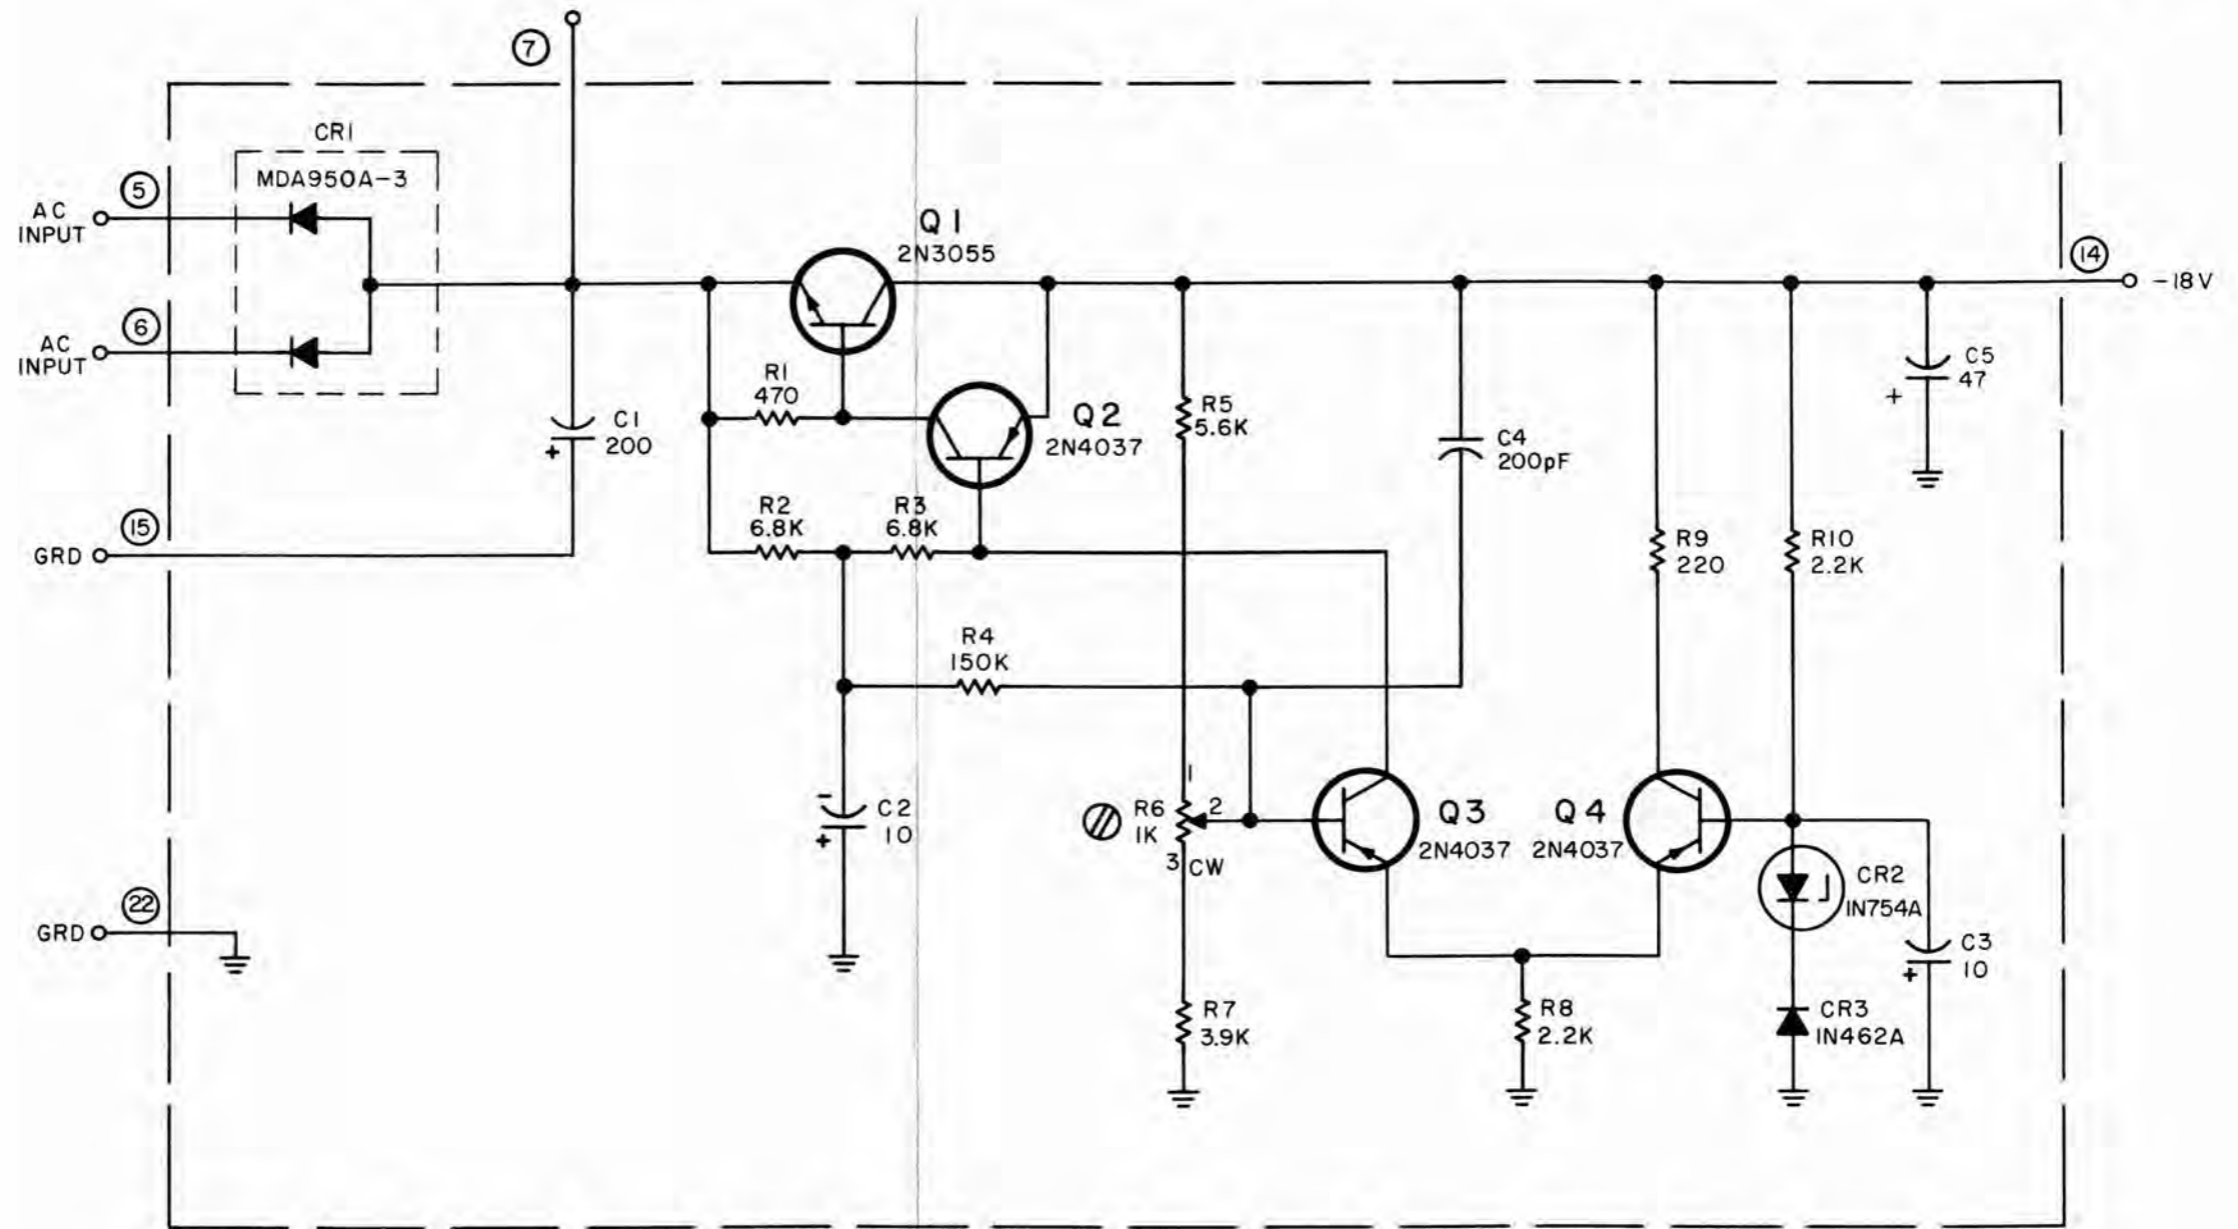 7
CR1
MDA950A-3
5
AC
INPUT
6
AC
INPUT
Q1
2N3055
14
-18V
R1
470
C1
200
+
Q2
2N4037
R5
5.6K
C4
200pF
C5
47
+
15
GRD
R2
6.8K
R3
6.8K
R9
220
R10
2.2K
R4
150K
-
C2
10
+
1
R6
1K
2
3
CW
Q3
2N4037
Q4
2N4037
CR2
IN754A
22
GRD
C3
10
+
R7
3.9K
R8
2.2K
CR3
IN462A